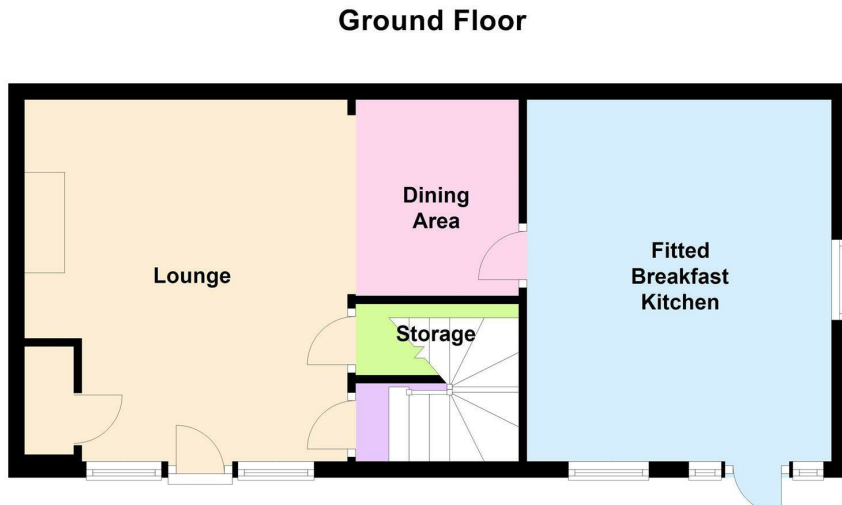 Ground Floor
Lounge
Dining
Area
Storage
Fitted
Breakfast
Kitchen